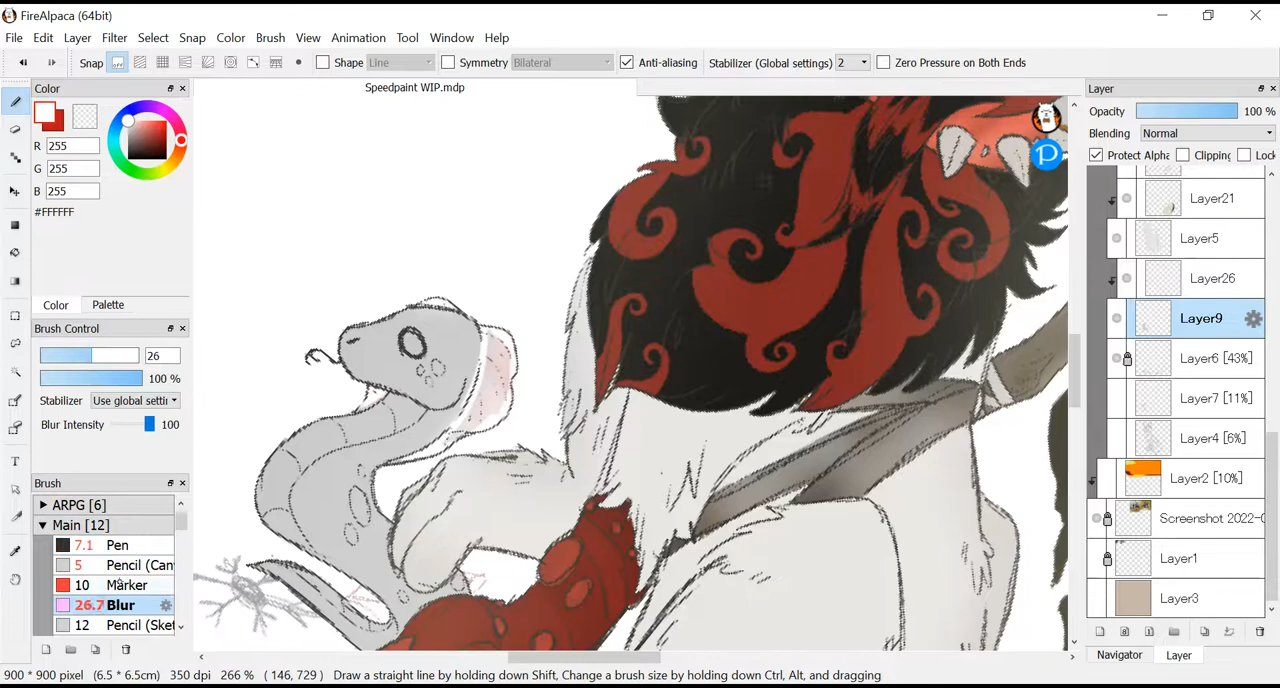 FireAlpaca (64bit)
File Edit Layer Filter Select Snap Color Brush View Animation Tool Window Help
Snap Shape Line Symmetry Bilateral Anti-aliasing Stabilizer (Global settings) 2 Zero Pressure on Both Ends
Color
Speedpaint WIP.mdp
Layer
R 255
G 255
B 255
#FFFFFF
Color Palette
Brush Control
26
100 %
Stabilizer Use global setti
Blur Intensity 100
Brush
ARPG [6]
Main [12]
7.1 Pen
5 Pencil (Can
10 Marker
26.7 Blur
12 Pencil (Sket
Opacity 100 %
Blending Normal
Protect Alpha Clipping Lock
Layer21
Layer5
Layer26
Layer9
Layer6 [43%]
Layer7 [11%]
Layer4 [6%]
Layer2 [10%]
Screenshot 2022-0
Layer1
Layer3
Navigator Layer
900 * 900 pixel (6.5 * 6.5cm) 350 dpi 266 % ( 146, 729 ) Draw a straight line by holding down Shift, Change a brush size by holding down Ctrl, Alt, and dragging